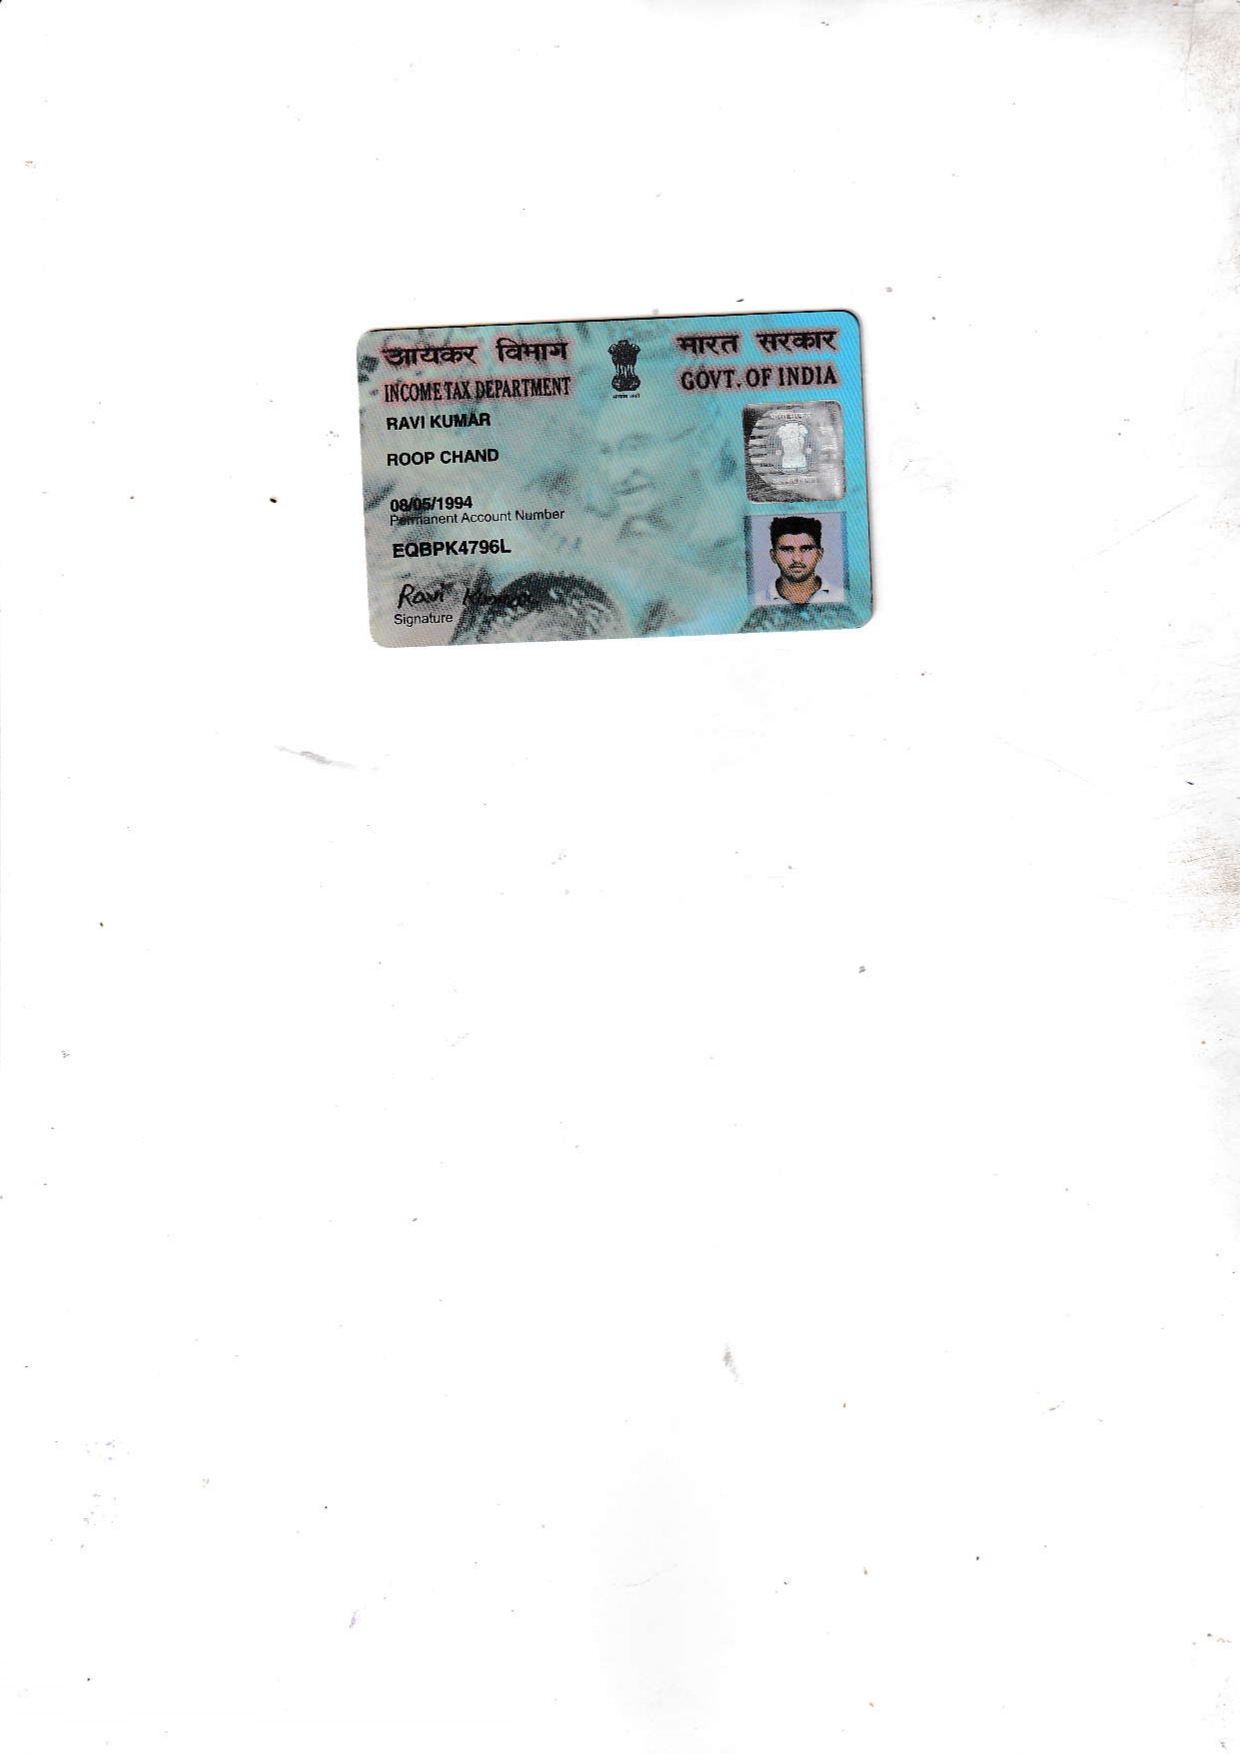 आयकर विभाग
भारत सरकार
INCOME TAX DEPARTMENT
GOVT. OF INDIA
RAVI KUMAR
ROOP CHAND
08/05/1994
Permanent Account Number
EQBPK4796L
Ravi Kumar
Signature